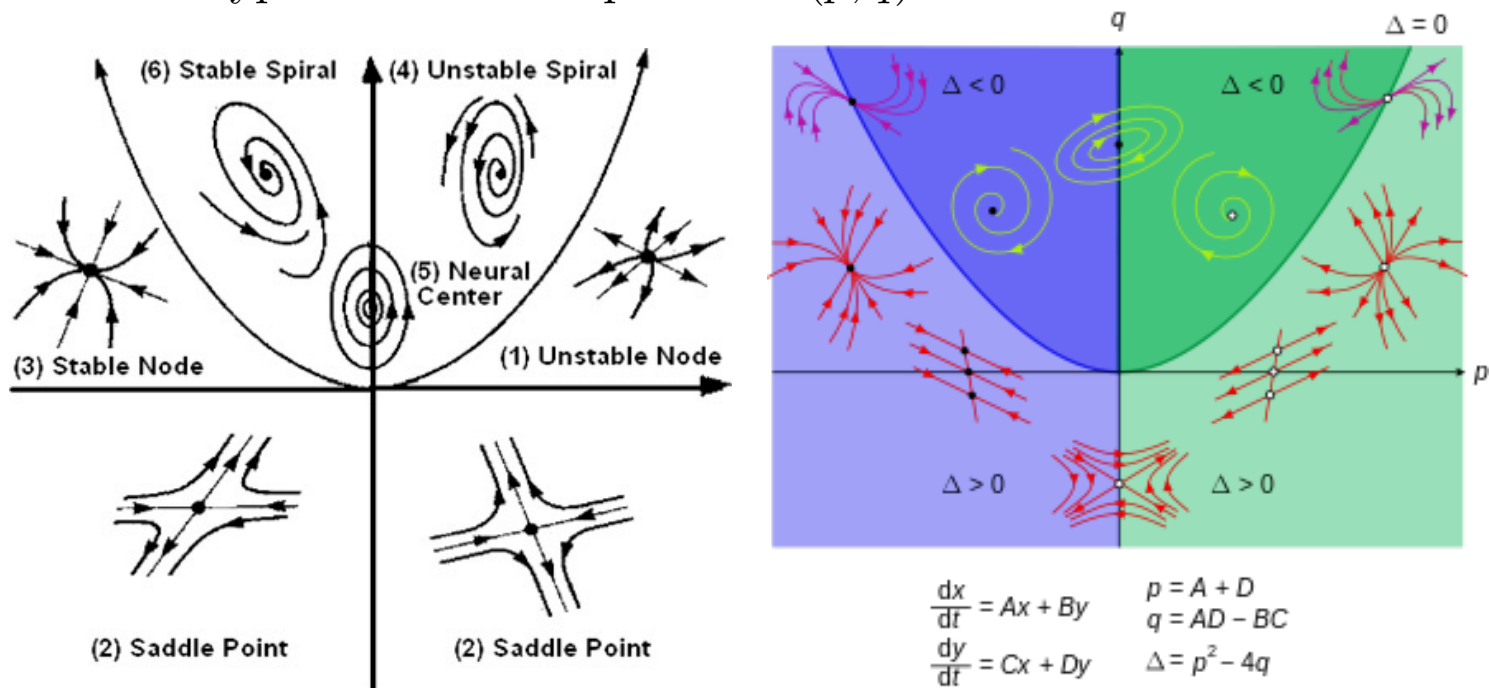 (6) Stable Spiral
(4) Unstable Spiral
(5) Neural
Center
(3) Stable Node
(1) Unstable Node
(2) Saddle Point
(2) Saddle Point
q
Δ = 0
Δ < 0
Δ < 0
p
Δ > 0
Δ > 0
dx/dt = Ax + By
dy/dt = Cx + Dy
p = A + D
q = AD − BC
Δ = p² − 4q